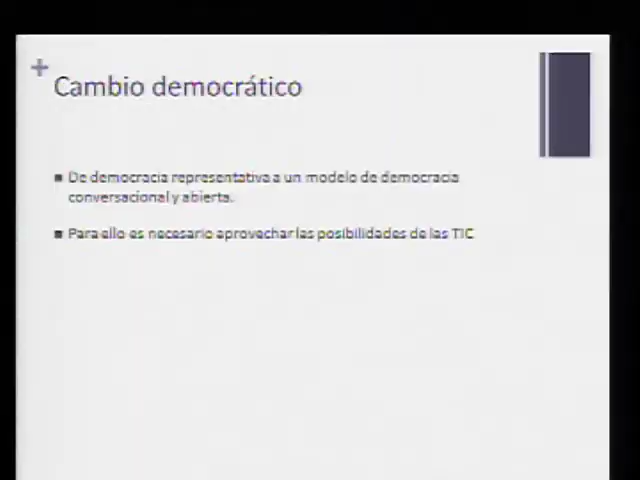 +
Cambio democrático
De democracia representativa a un modelo de democracia
conversacional y abierta.
Para ello es necesario aprovechar las posibilidades de las TIC